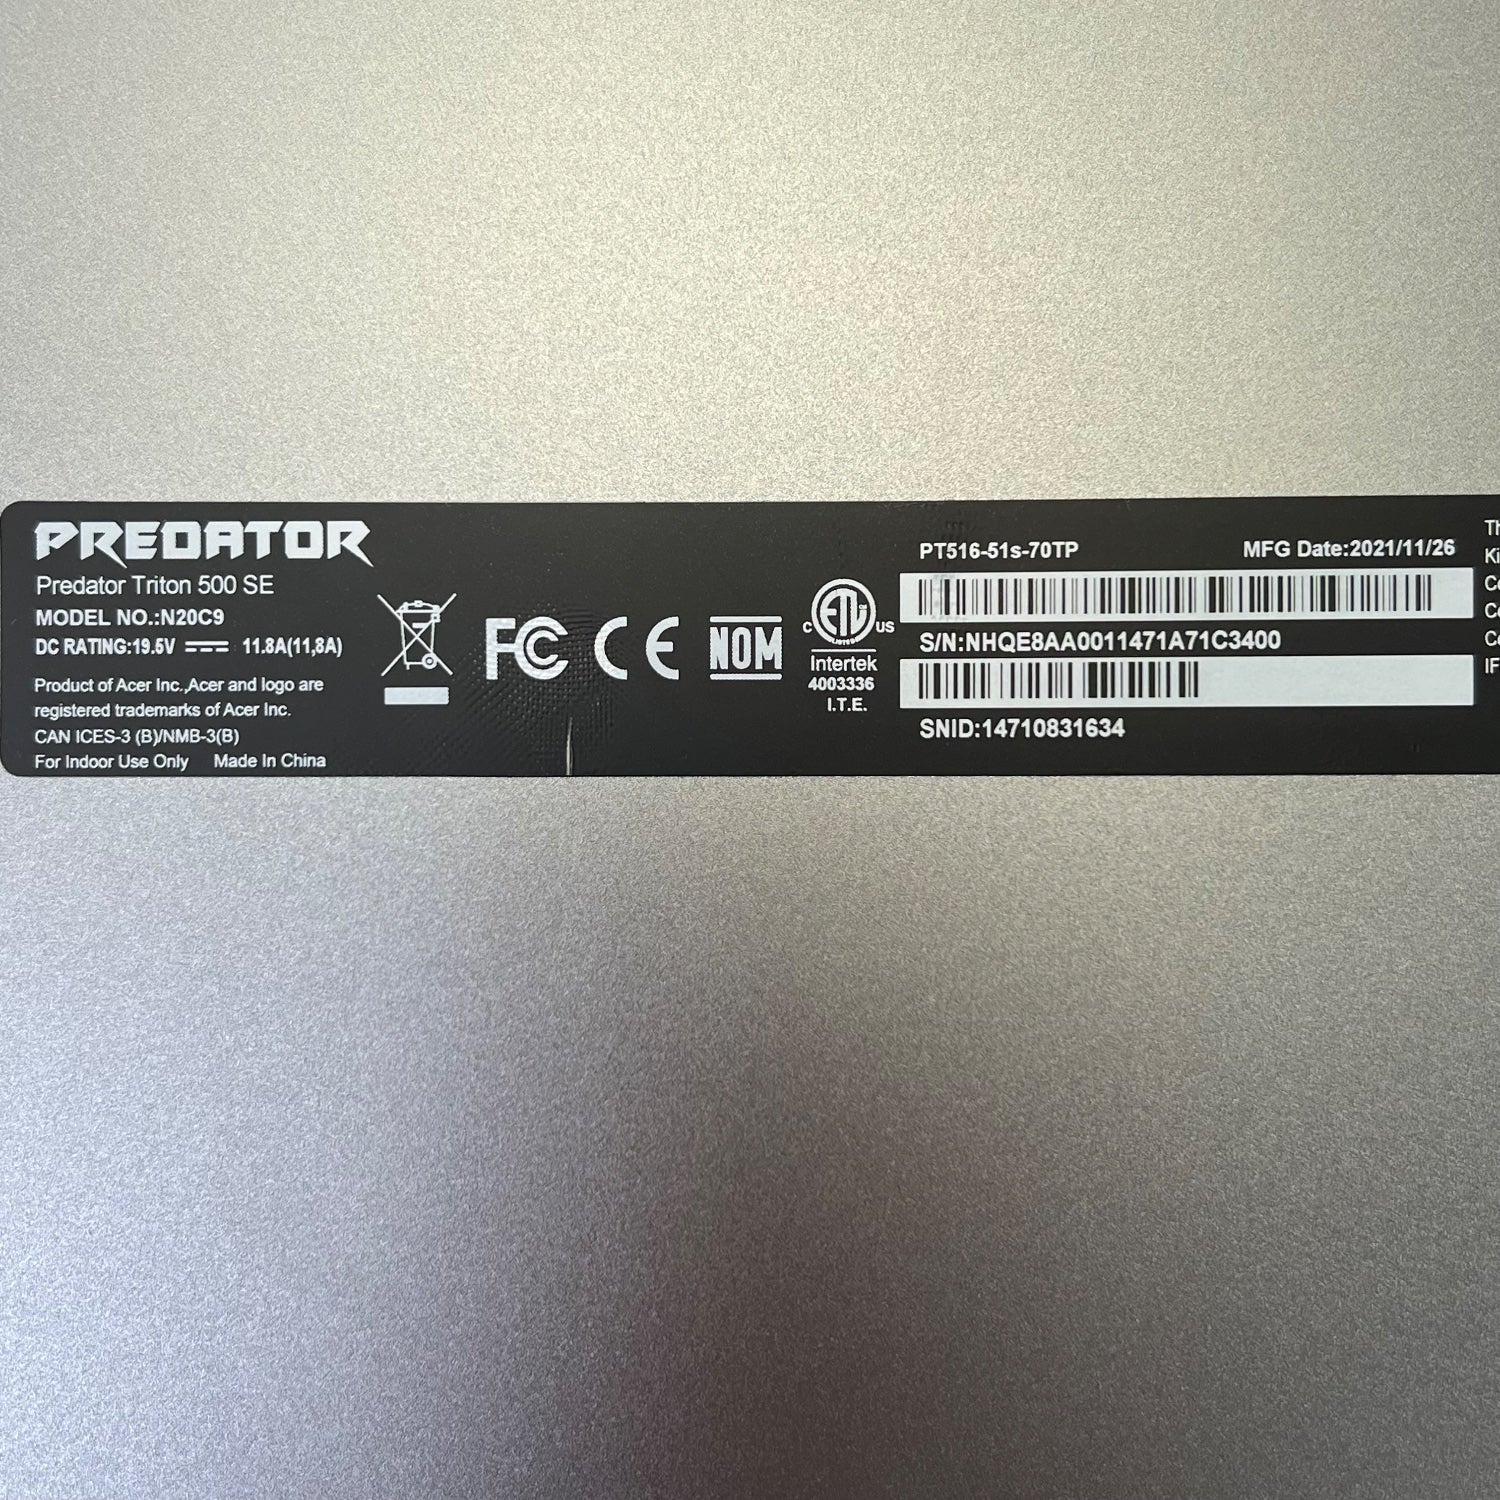 PREDATOR
Predator Triton 500 SE
MODEL NO.:N20C9
DC RATING:19.5V 11.8A(11,8A)
Product of Acer Inc.,Acer and logo are
registered trademarks of Acer Inc.
CAN ICES-3 (B)/NMB-3(B)
For Indoor Use Only Made In China
FC CE NOM
c ETL us
LISTED
Intertek
4003336
I.T.E.
PT516-51s-70TP MFG Date:2021/11/26
S/N:NHQE8AA0011471A71C3400
SNID:14710831634